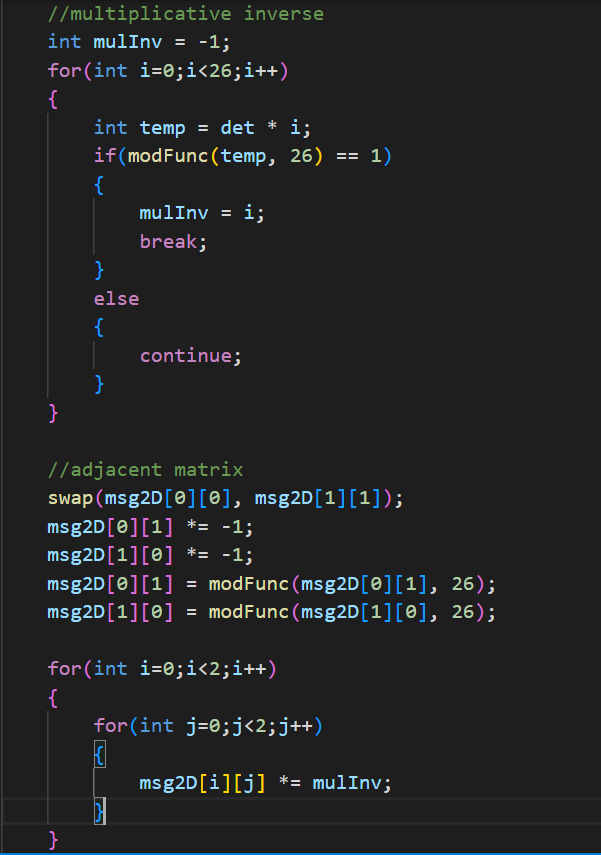 //multiplicative inverse
int mulInv = -1;
for(int i=0;i<26;i++)
{
    int temp = det * i;
    if(modFunc(temp, 26) == 1)
    {
        mulInv = i;
        break;
    }
    else
    {
        continue;
    }
}

//adjacent matrix
swap(msg2D[0][0], msg2D[1][1]);
msg2D[0][1] *= -1;
msg2D[1][0] *= -1;
msg2D[0][1] = modFunc(msg2D[0][1], 26);
msg2D[1][0] = modFunc(msg2D[1][0], 26);

for(int i=0;i<2;i++)
{
    for(int j=0;j<2;j++)
    {
        msg2D[i][j] *= mulInv;
    }
}